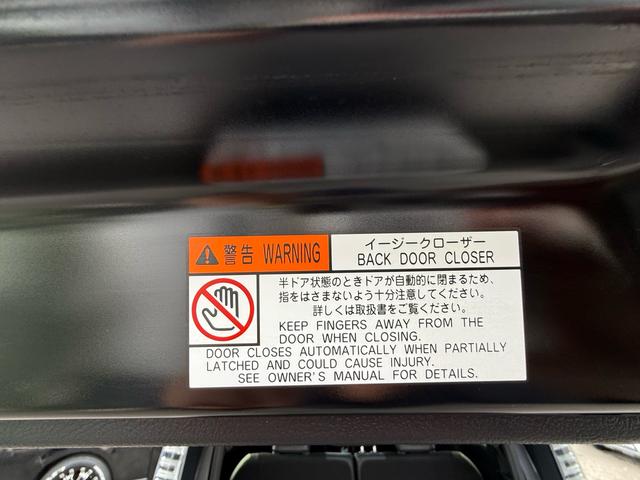 警告 WARNING
イージークローザー
BACK DOOR CLOSER
半ドア状態のときドアが自動的に閉まるため、
指をはさまないよう十分注意してください。
詳しくは取扱書をご覧ください。
KEEP FINGERS AWAY FROM THE
DOOR WHEN CLOSING.
DOOR CLOSES AUTOMATICALLY WHEN PARTIALLY
LATCHED AND COULD CAUSE INJURY.
SEE OWNER'S MANUAL FOR DETAILS.